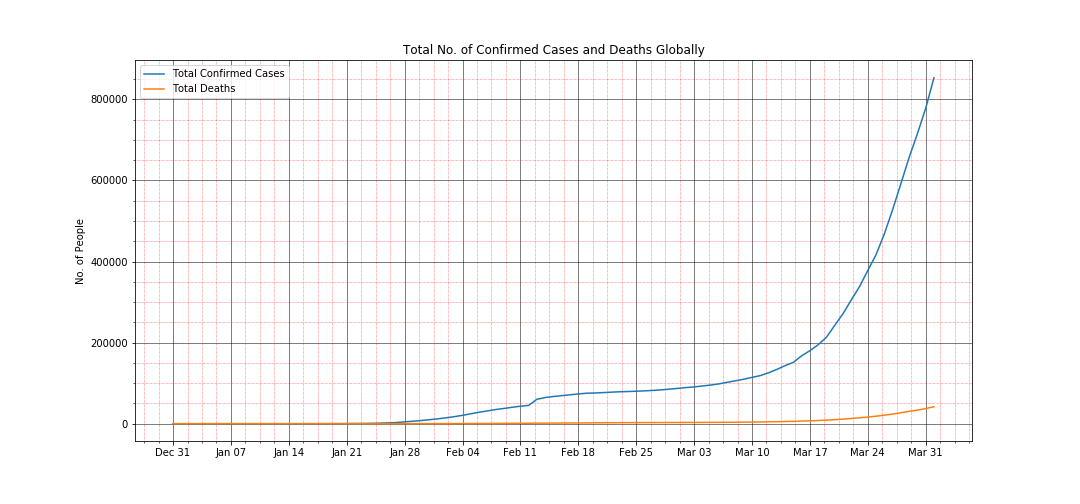 Total No. of Confirmed Cases and Deaths Globally
Total Confirmed Cases
Total Deaths
800000
600000
400000
200000
0
No. of People
Dec 31 Jan 07 Jan 14 Jan 21 Jan 28 Feb 04 Feb 11 Feb 18 Feb 25 Mar 03 Mar 10 Mar 17 Mar 24 Mar 31